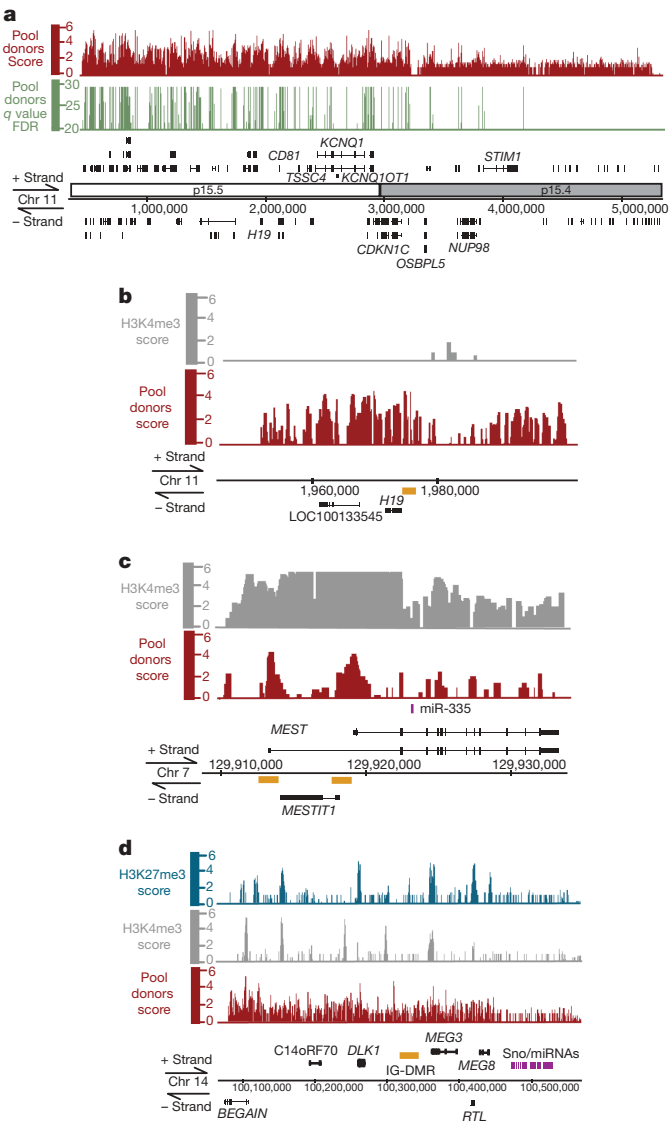 a
Pool donors Score
6
4
2
0
Pool donors q value FDR
30
25
20
KCNQ1
CD81
STIM1
TSSC4
KCNQ1OT1
+ Strand
Chr 11
− Strand
p15.5
p15.4
1,000,000
2,000,000
3,000,000
4,000,000
5,000,000
H19
CDKN1C
NUP98
OSBPL5
b
H3K4me3 score
6
4
2
0
Pool donors score
6
4
2
0
+ Strand
Chr 11
− Strand
1,960,000
1,980,000
H19
LOC100133545
c
H3K4me3 score
6
4
2
0
Pool donors score
6
4
2
0
miR-335
MEST
+ Strand
Chr 7
− Strand
129,910,000
129,920,000
129,930,000
MESTIT1
d
H3K27me3 score
6
4
2
0
H3K4me3 score
6
4
2
0
Pool donors score
6
4
2
0
MEG3
C14oRF70
DLK1
Sno/miRNAs
IG-DMR
MEG8
+ Strand
Chr 14
− Strand
100,100,000
100,200,000
100,300,000
100,400,000
100,500,000
BEGAIN
RTL